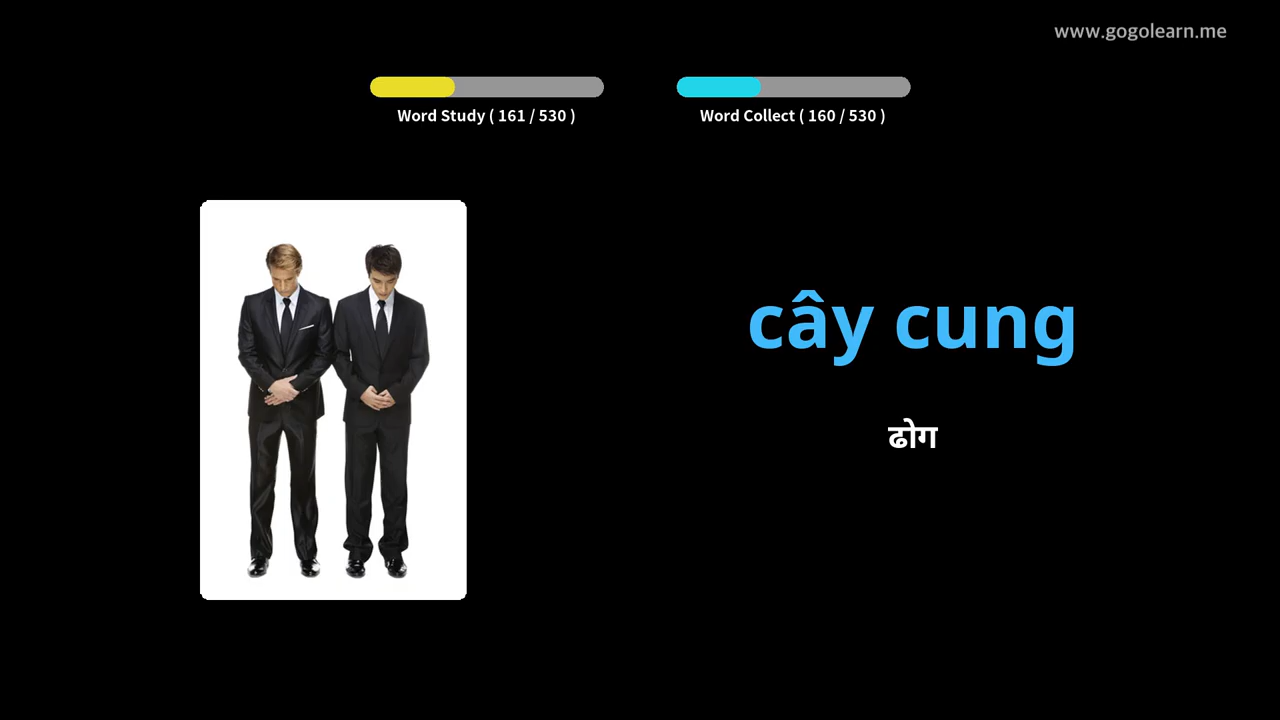 www.gogolearn.me
Word Study ( 161 / 530 )
Word Collect ( 160 / 530 )
cây cung
ढोग